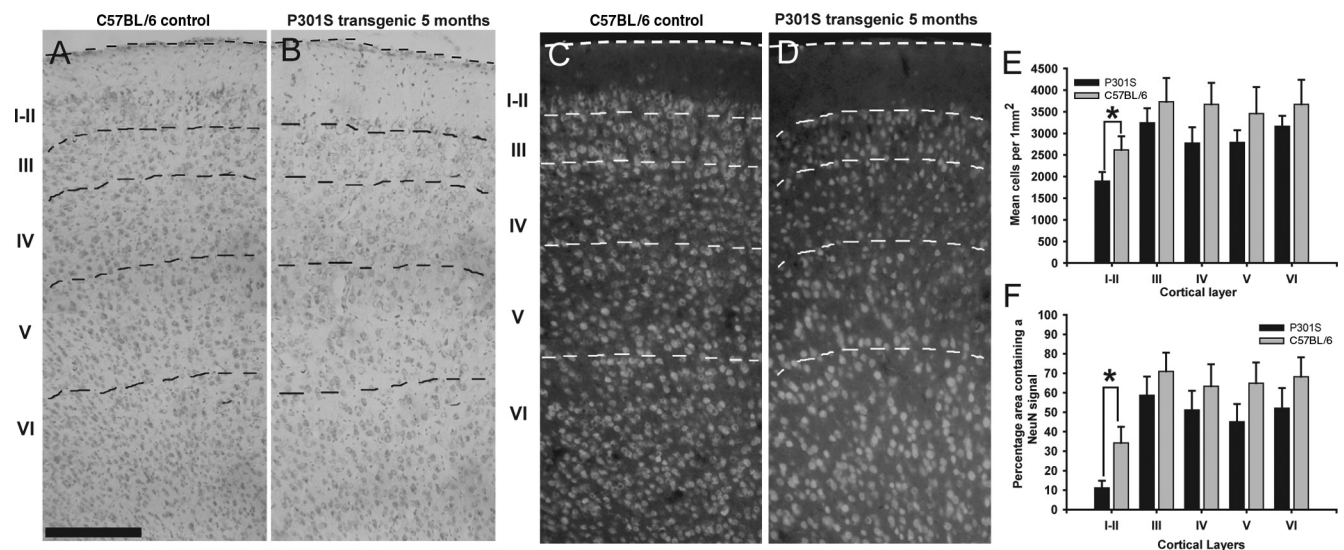 C57BL/6 control
P301S transgenic 5 months
A
B
I-II
III
IV
V
VI
C57BL/6 control
P301S transgenic 5 months
C
D
I-II
III
IV
V
VI
E
Mean cells per 1mm²
4500
4000
3500
3000
2500
2000
1500
1000
500
0
P301S
C57BL/6
*
I-II III IV V VI
Cortical layer
F
Percentage area containing a
NeuN signal
100
90
80
70
60
50
40
30
20
10
0
P301S
C57BL/6
*
I-II III IV V VI
Cortical Layers